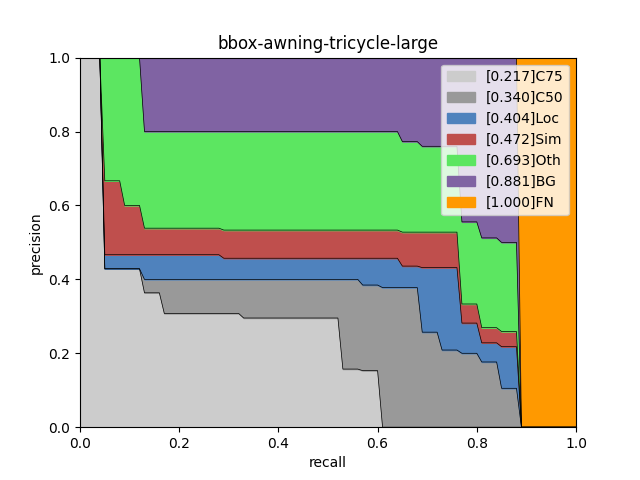 bbox-awning-tricycle-large
1.0
0.8
0.6
0.4
0.2
0.0
precision
[0.217]C75
[0.340]C50
[0.404]Loc
[0.472]Sim
[0.693]Oth
[0.881]BG
[1.000]FN
0.0 0.2 0.4 0.6 0.8 1.0
recall